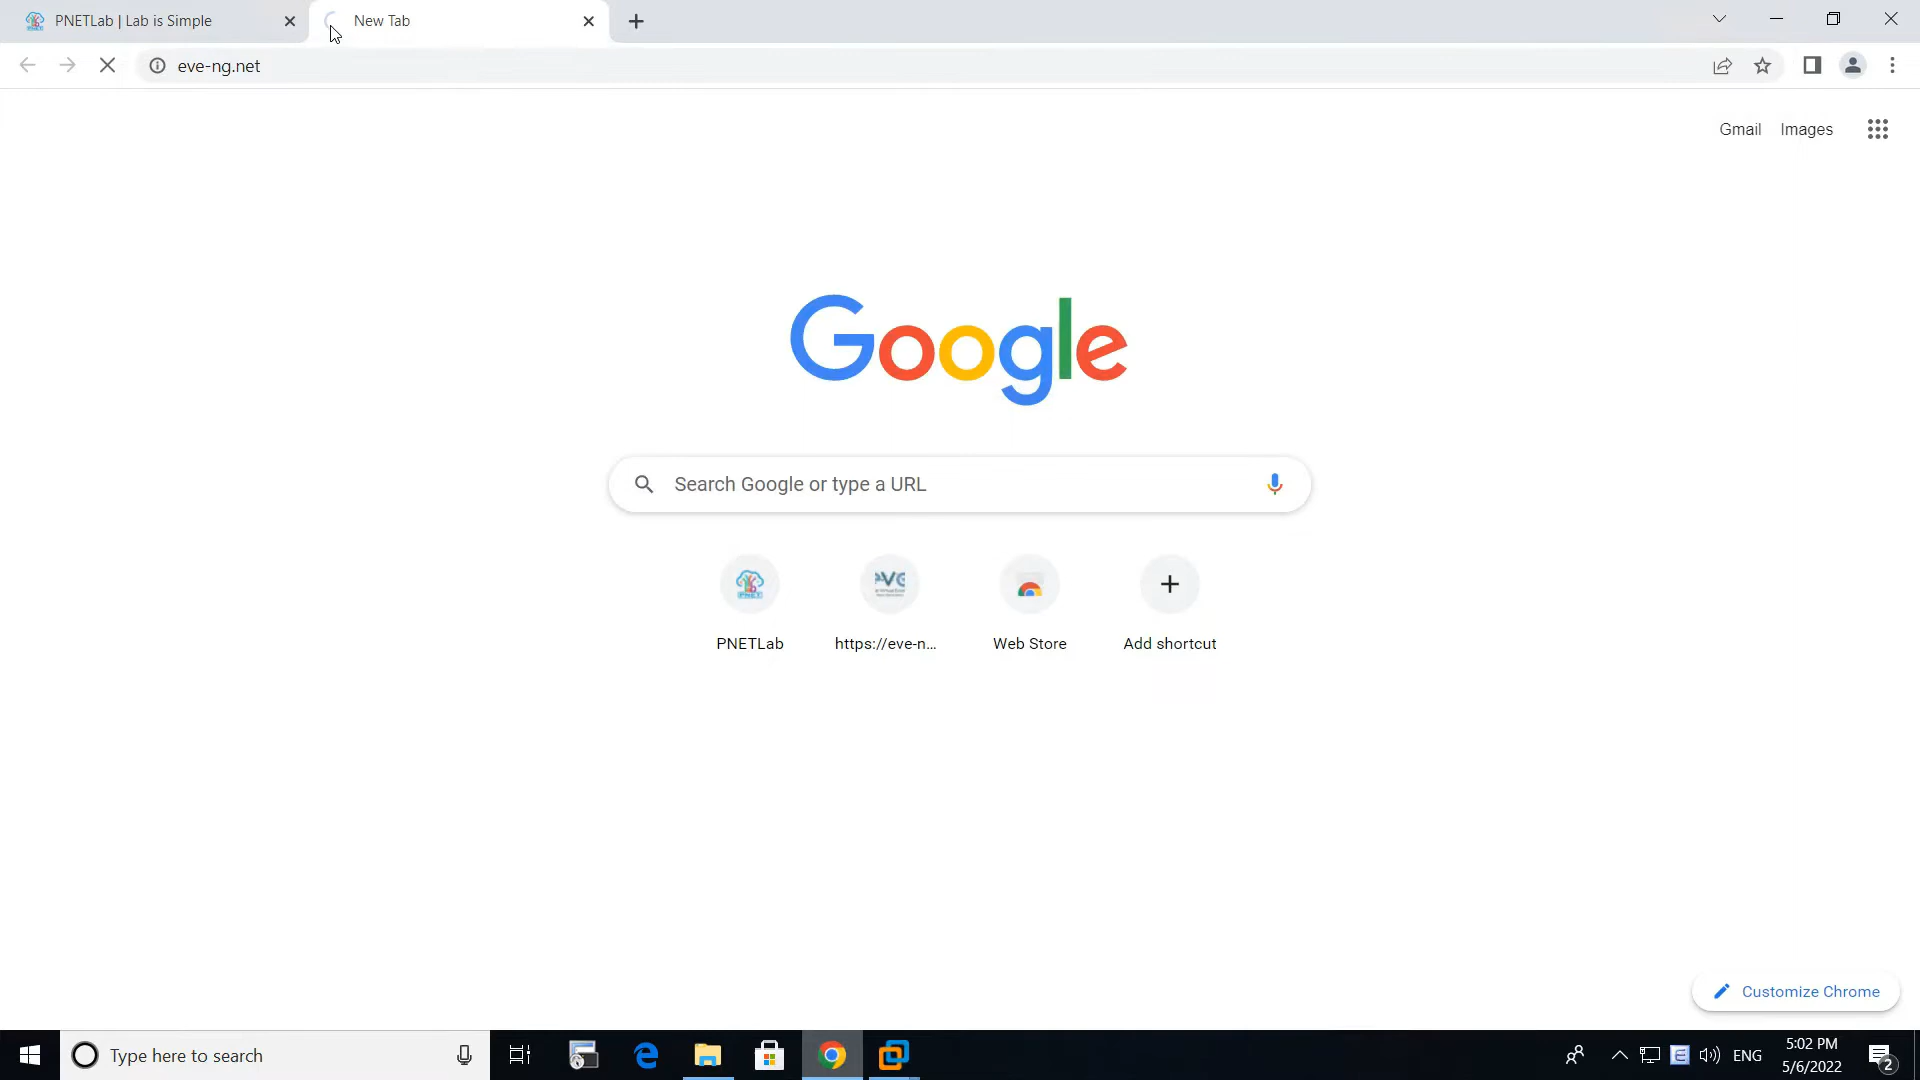 PNETLab | Lab is Simple
New Tab
eve-ng.net
Gmail Images
Google
Search Google or type a URL
PNETLab
https://eve-n...
Web Store
Add shortcut
Customize Chrome
Type here to search
ENG
5:02 PM
5/6/2022
2